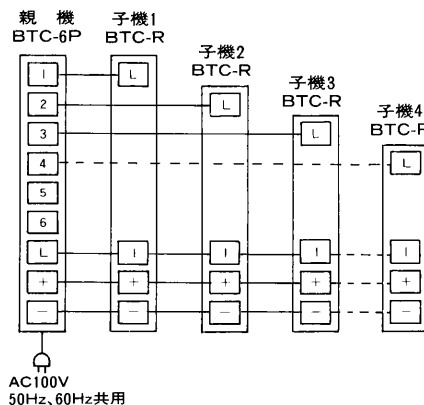 親 機
BTC-6P
子機1
BTC-R
子機2
BTC-R
子機3
BTC-R
子機4
BTC-R
1 L
2 L
3 L
4 L
5
6
L I I I I
+ + + + +
− − − − −
AC100V
50Hz、60Hz共用